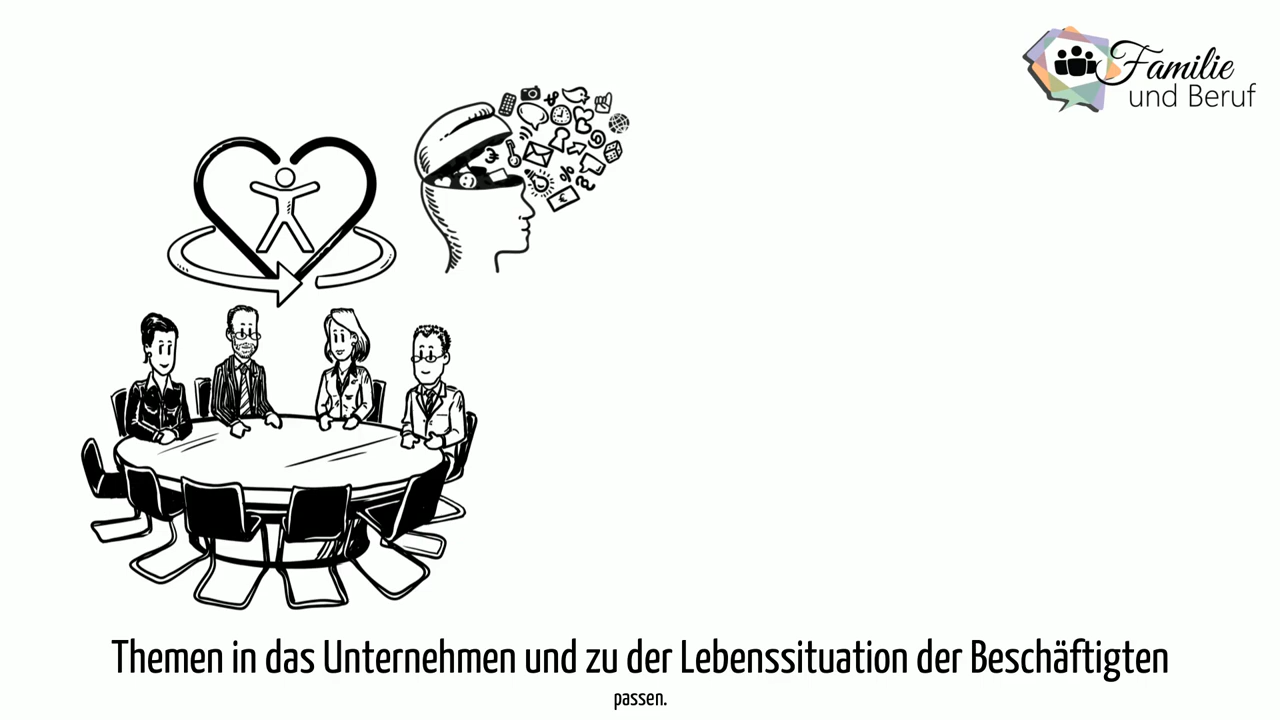 Familie
und Beruf
Themen in das Unternehmen und zu der Lebenssituation der Beschäftigten
passen.